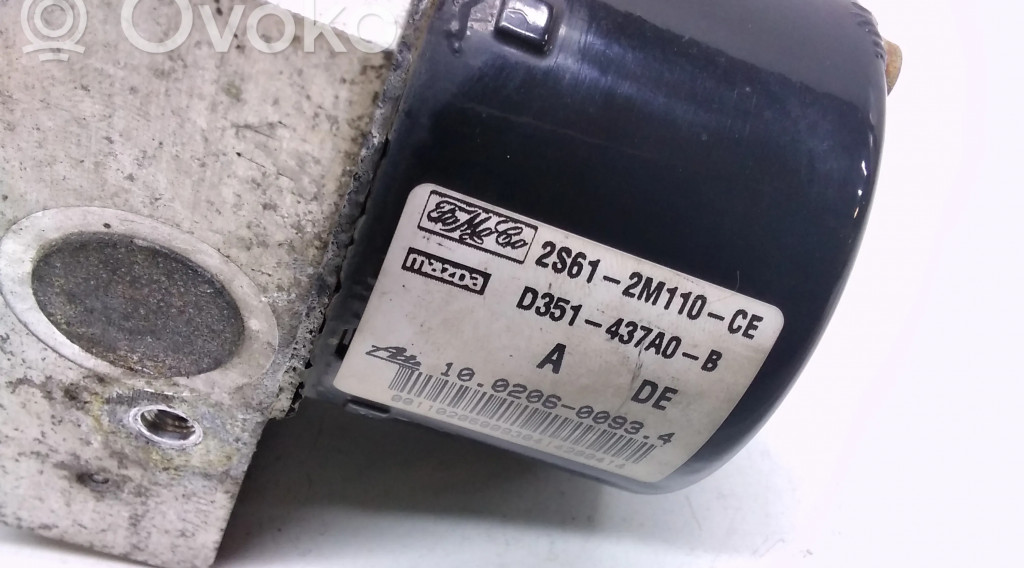 Ovoko
FoMoCo 2S61-2M110-CE
mazda D351-437A0-B
A DE
Ate 10.0206-0093.4